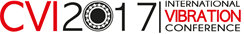 CVI2017
INTERNATIONAL
VIBRATION
CONFERENCE